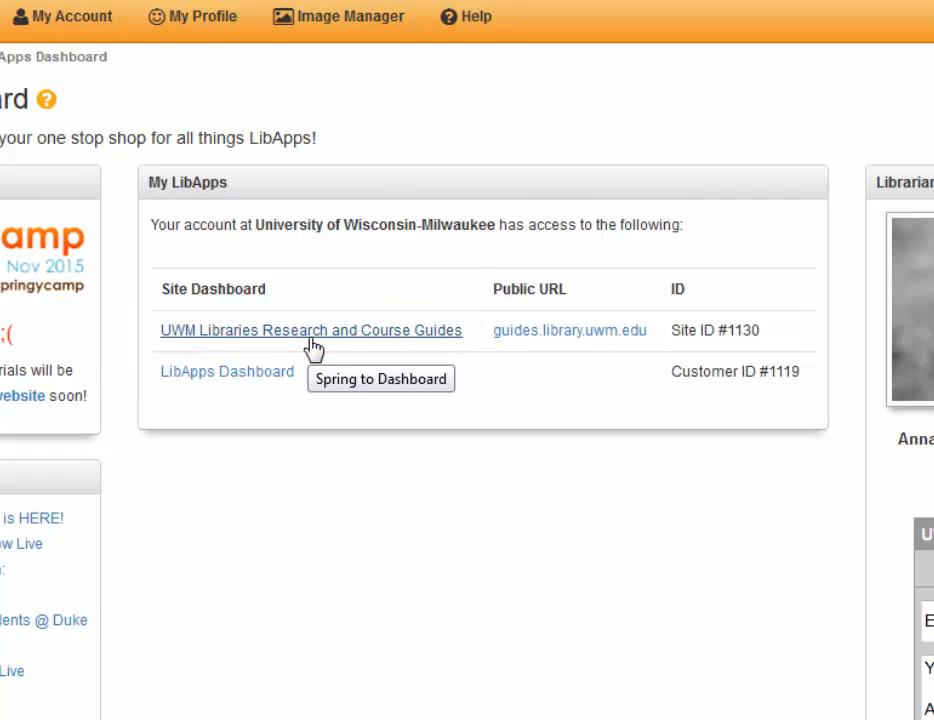 My Account My Profile Image Manager Help
Apps Dashboard
rd ?
your one stop shop for all things LibApps!
My LibApps
Your account at University of Wisconsin-Milwaukee has access to the following:
Site Dashboard Public URL ID
UWM Libraries Research and Course Guides guides.library.uwm.edu Site ID #1130
LibApps Dashboard Customer ID #1119
Spring to Dashboard
amp
Nov 2015
pringycamp
;(
rials will be
ebsite soon!
is HERE!
ow Live
:
ents @ Duke
Live
Librarian
Anna
U
E
Y
A